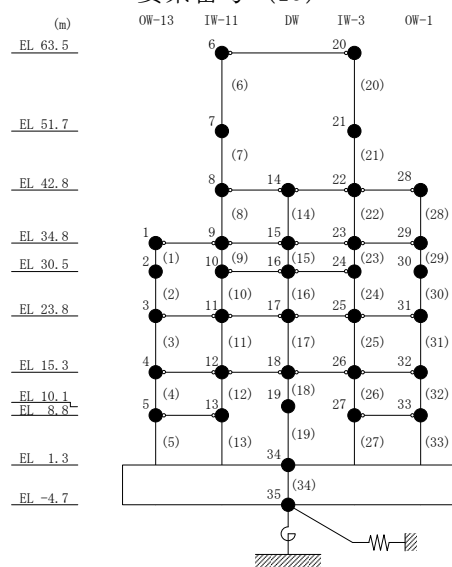 (m) OW-13 IW-11 DW IW-3 OW-1
EL 63.5 6 20
(6) (20)
EL 51.7 7 21
(7) (21)
EL 42.8 8 14 22 28
(8) (14) (22) (28)
EL 34.8 1 9 15 23 29
(1) (9) (15) (23) (29)
EL 30.5 2 10 16 24 30
(2) (10) (16) (24) (30)
EL 23.8 3 11 17 25 31
(3) (11) (17) (25) (31)
EL 15.3 4 12 18 26 32
(4) (12) (18) (26) (32)
EL 10.1 19
EL 8.8 5 13 27 33
(5) (13) (19) (27) (33)
EL 1.3 34
(34)
EL -4.7 35